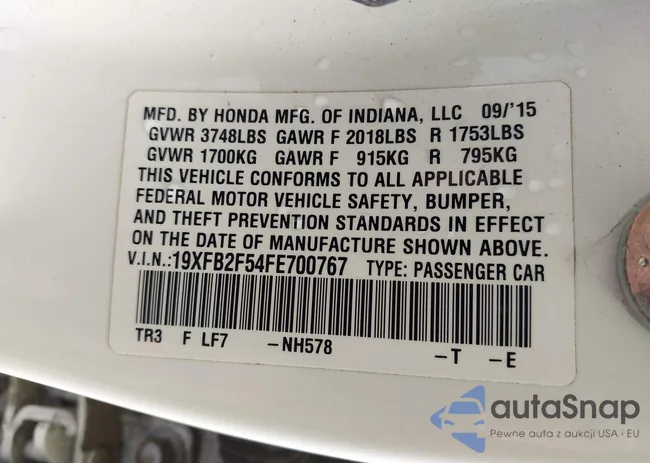 MFD. BY HONDA MFG. OF INDIANA, LLC 09/'15
GVWR 3748LBS GAWR F 2018LBS R 1753LBS
GVWR 1700KG GAWR F 915KG R 795KG
THIS VEHICLE CONFORMS TO ALL APPLICABLE
FEDERAL MOTOR VEHICLE SAFETY, BUMPER,
AND THEFT PREVENTION STANDARDS IN EFFECT
ON THE DATE OF MANUFACTURE SHOWN ABOVE.
V.I.N.:19XFB2F54FE700767 TYPE: PASSENGER CAR
TR3 F LF7 -NH578 -T -E
autaSnap
Pewne auta z aukcji USA i EU